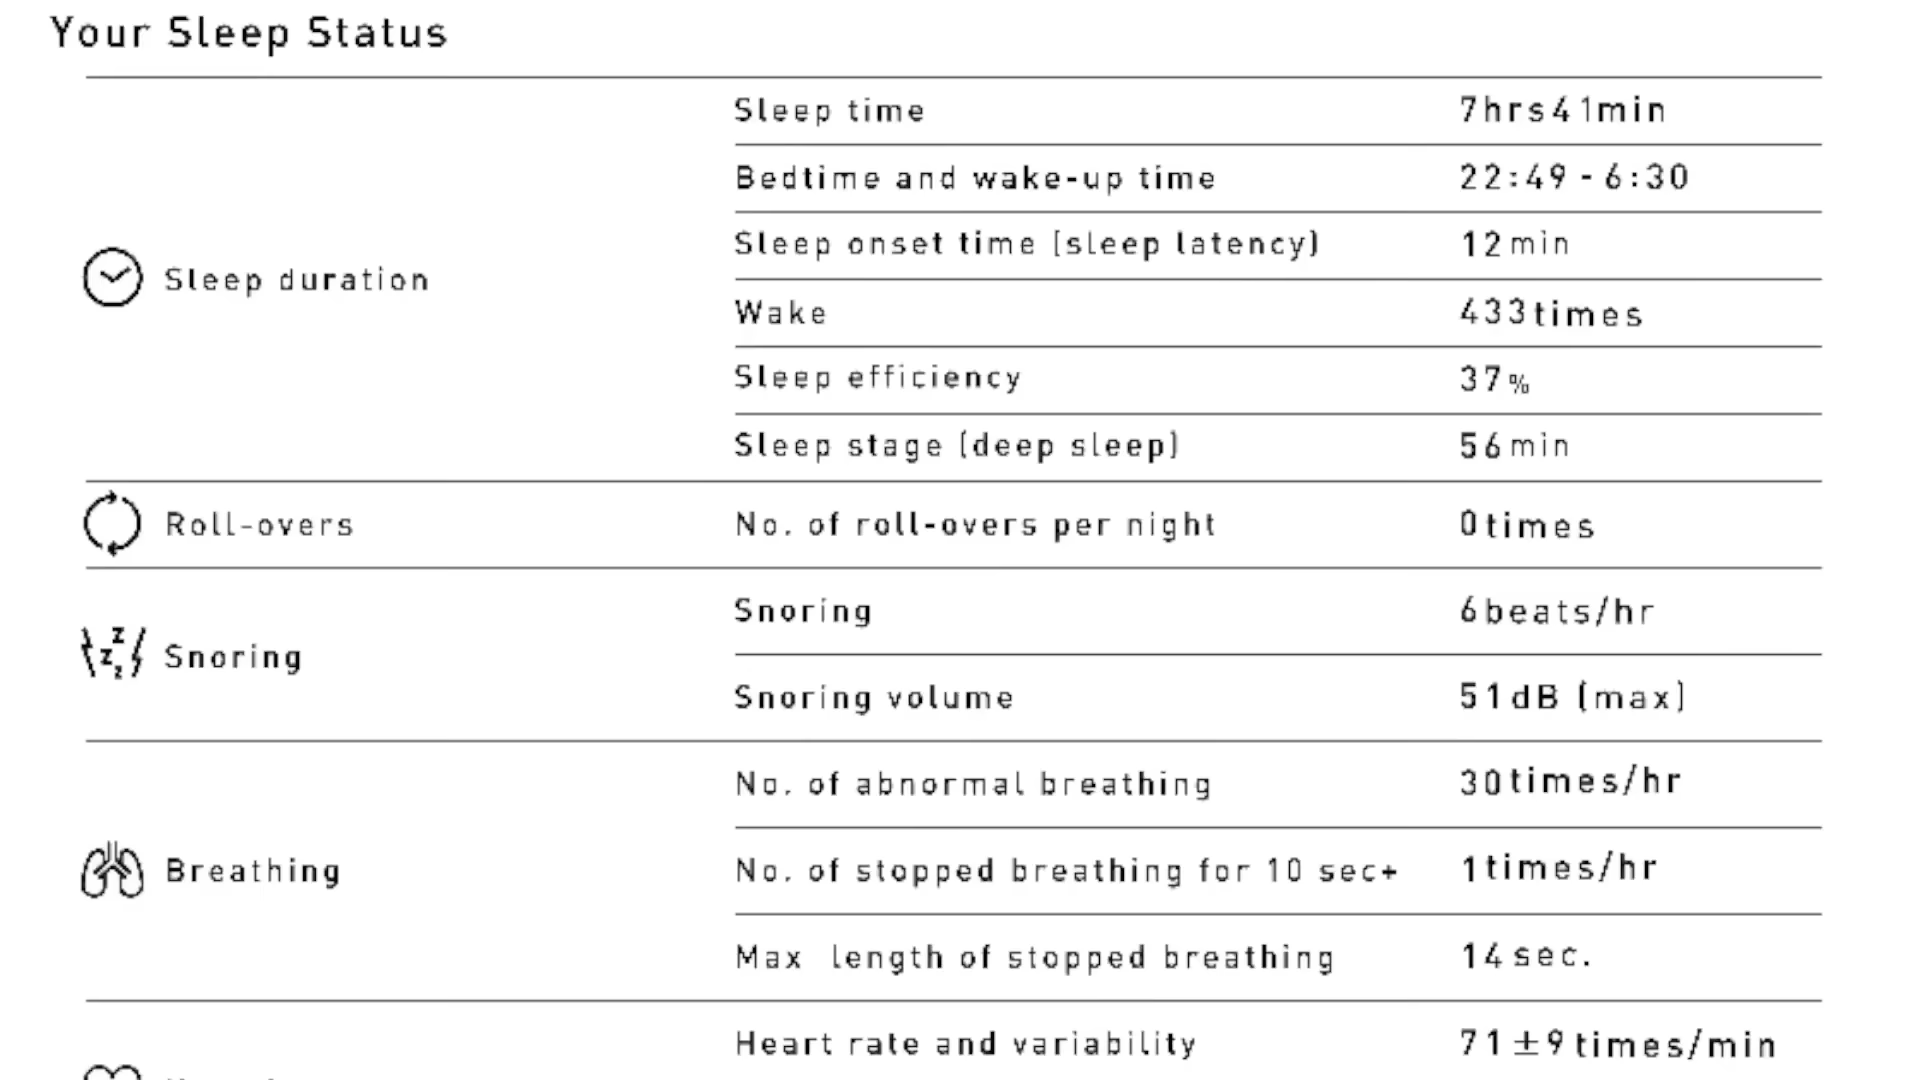 Your Sleep Status
Sleep duration
Sleep time 7hrs41min
Bedtime and wake-up time 22:49 - 6:30
Sleep onset time (sleep latency) 12min
Wake 433times
Sleep efficiency 37%
Sleep stage (deep sleep) 56min
Roll-overs
No. of roll-overs per night 0times
Snoring
Snoring 6beats/hr
Snoring volume 51dB (max)
Breathing
No. of abnormal breathing 30times/hr
No. of stopped breathing for 10 sec+ 1times/hr
Max length of stopped breathing 14sec.
Heart rate and variability 71±9times/min